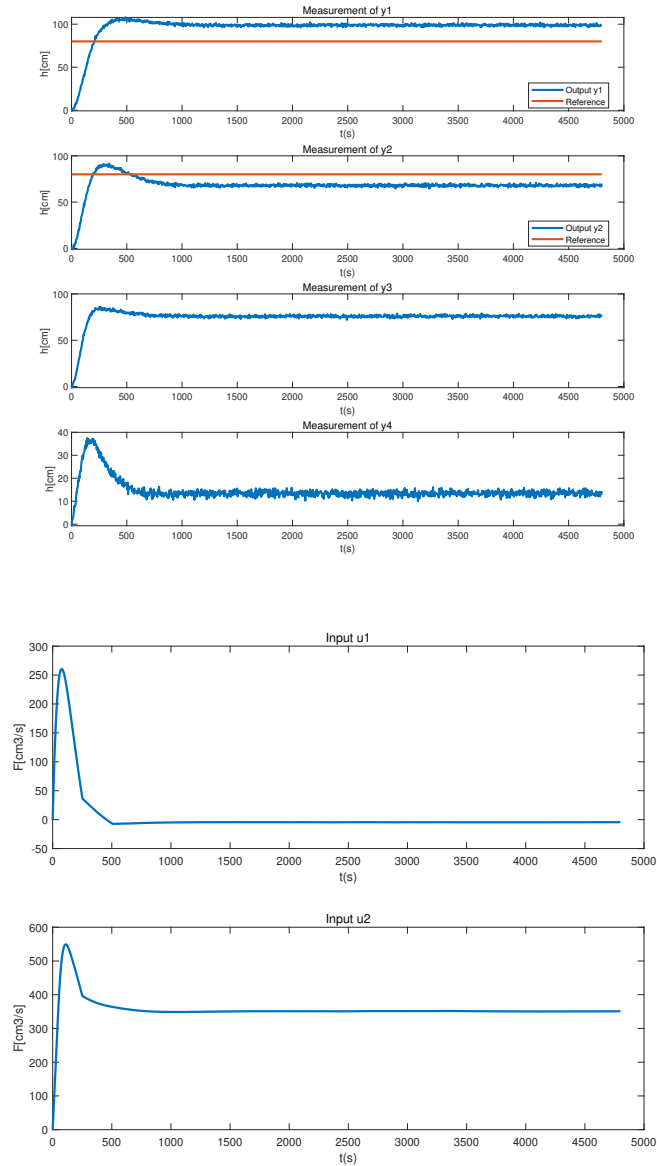 Measurement of y1
100
50
0
h[cm]
Output y1
Reference
0 500 1000 1500 2000 2500 3000 3500 4000 4500 5000
t(s)
Measurement of y2
100
50
0
h[cm]
Output y2
Reference
0 500 1000 1500 2000 2500 3000 3500 4000 4500 5000
t(s)
Measurement of y3
100
50
0
h[cm]
0 500 1000 1500 2000 2500 3000 3500 4000 4500 5000
t(s)
Measurement of y4
40
30
20
10
0
h[cm]
0 500 1000 1500 2000 2500 3000 3500 4000 4500 5000
t(s)
Input u1
300
250
200
150
100
50
0
-50
F[cm3/s]
0 500 1000 1500 2000 2500 3000 3500 4000 4500 5000
t(s)
Input u2
600
500
400
300
200
100
0
F[cm3/s]
0 500 1000 1500 2000 2500 3000 3500 4000 4500 5000
t(s)